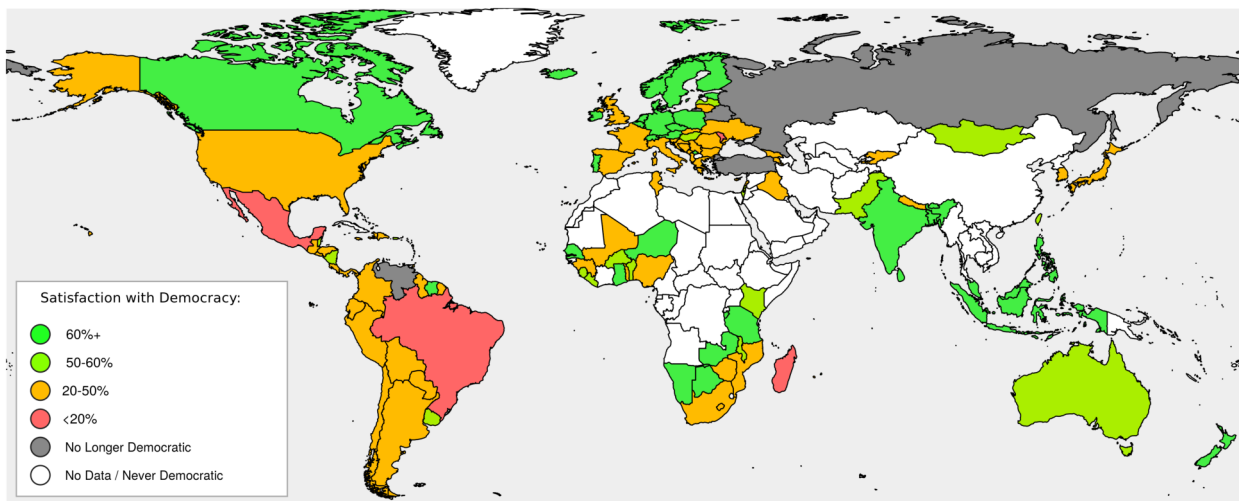 Satisfaction with Democracy:
60%+
50-60%
20-50%
<20%
No Longer Democratic
No Data / Never Democratic